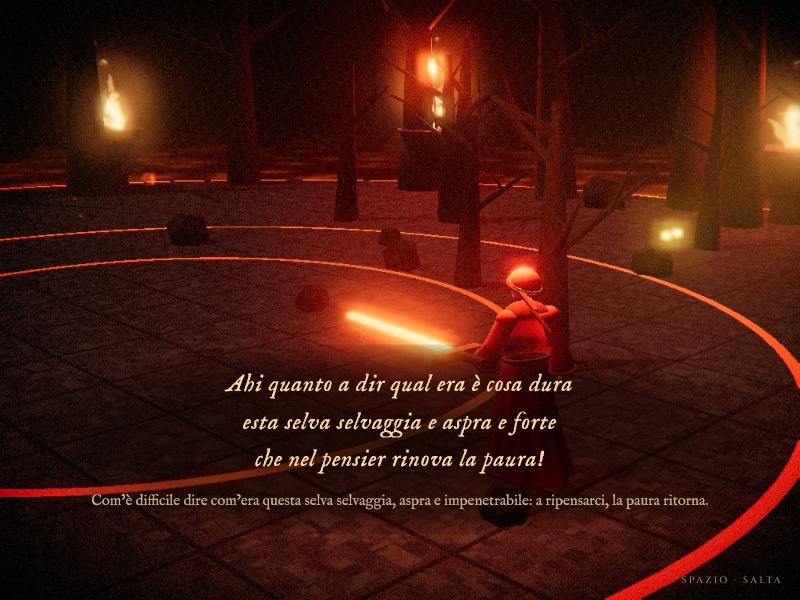 Ahi quanto a dir qual era è cosa dura
esta selva selvaggia e aspra e forte
che nel pensier rinova la paura!
Com'è difficile dire com'era questa selva selvaggia, aspra e impenetrabile: a ripensarci, la paura ritorna.
SPAZIO · SALTA